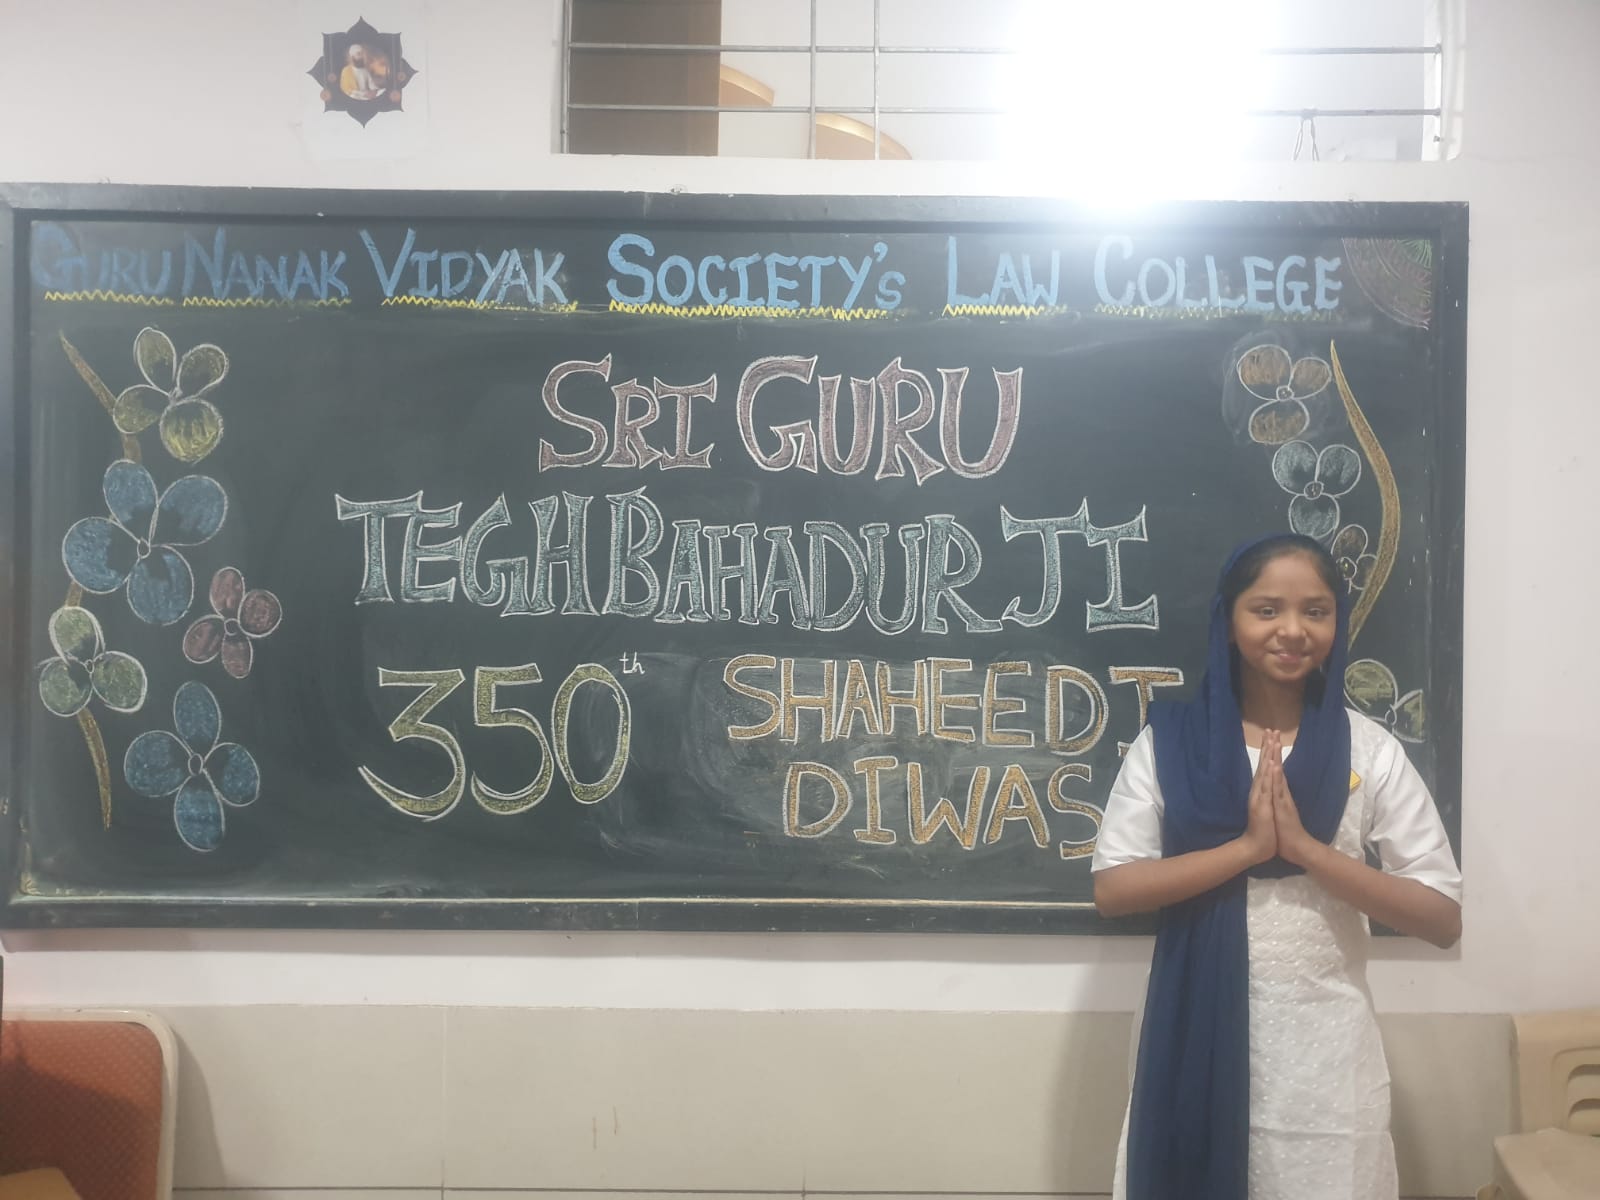 GURU NANAK VIDYAK SOCIETY'S LAW COLLEGE
SRI GURU
TEGH BAHADUR JI
350th SHAHEEDI
DIWAS